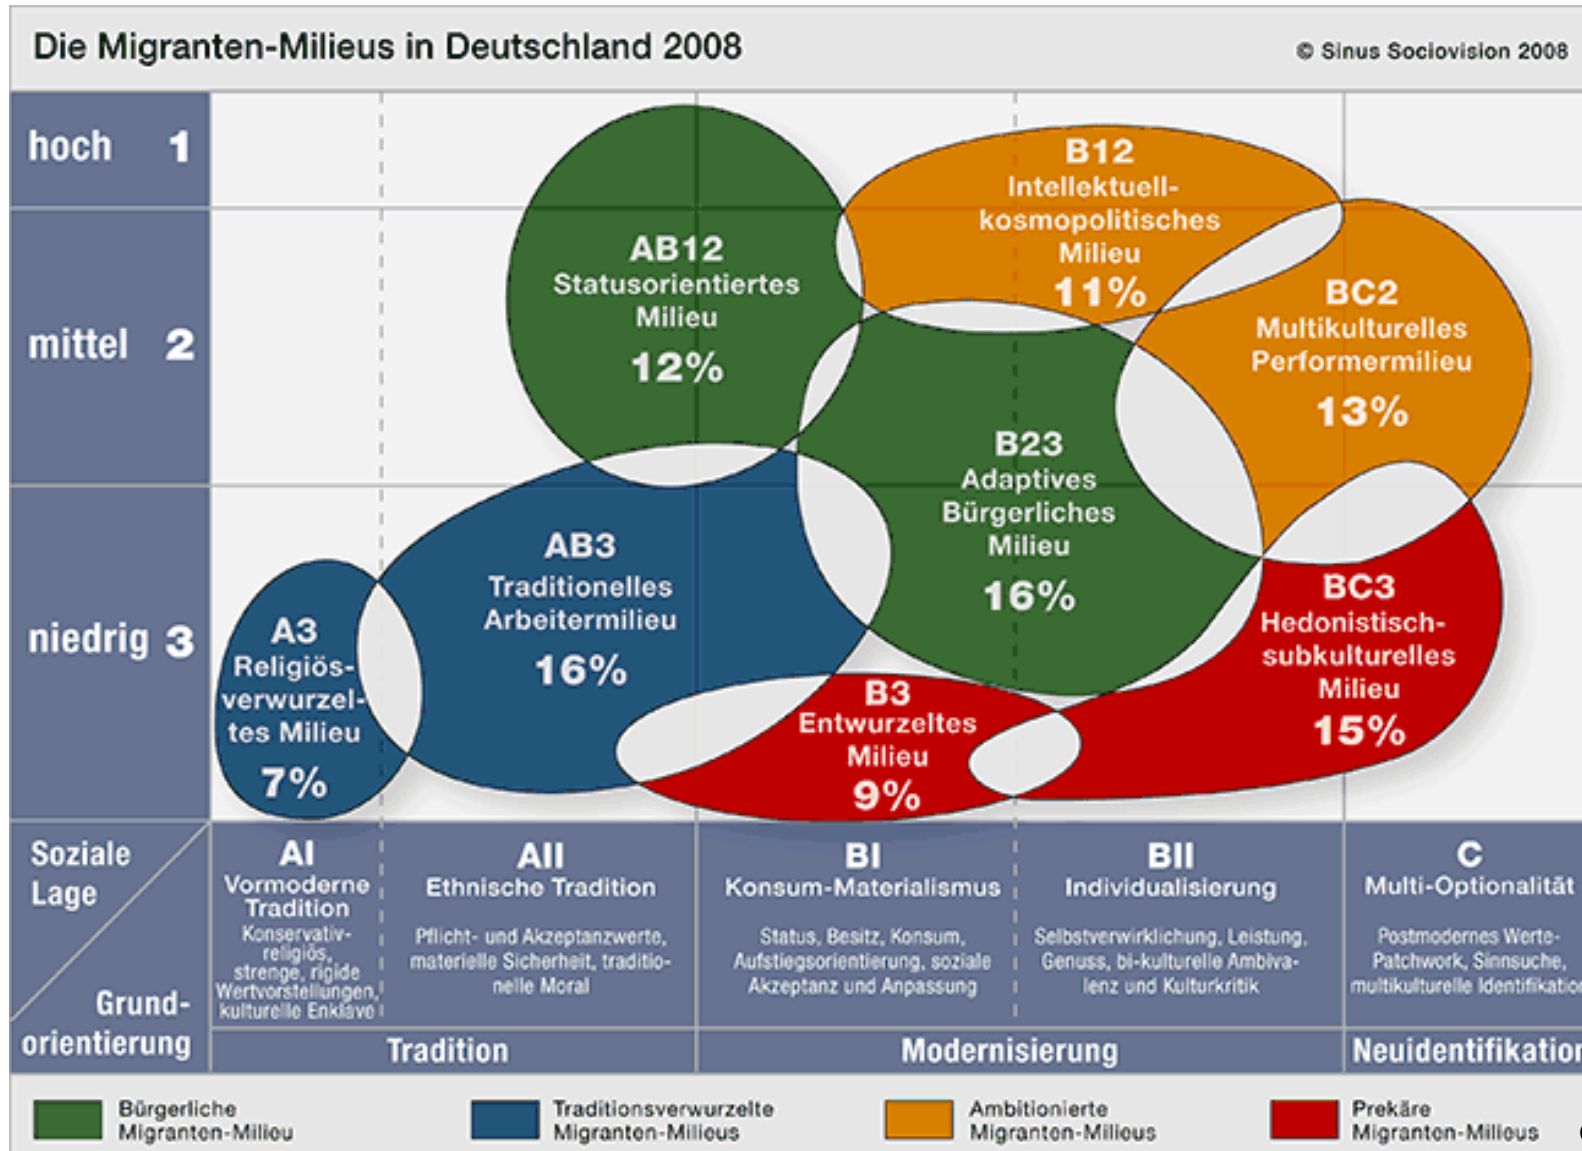 Die Migranten-Milieus in Deutschland 2008
© Sinus Sociovision 2008
hoch 1
mittel 2
niedrig 3
AB12
Statusorientiertes
Milieu
12%
B12
Intellektuell-
kosmopolitisches
Milieu
11%
BC2
Multikulturelles
Performermilieu
13%
B23
Adaptives
Bürgerliches
Milieu
16%
AB3
Traditionelles
Arbeitermilieu
16%
A3
Religiös-
verwurzel-
tes Milieu
7%
B3
Entwurzeltes
Milieu
9%
BC3
Hedonistisch-
subkulturelles
Milieu
15%
Soziale
Lage
Grund-
orientierung
AI
Vormoderne
Tradition
Konservativ-
religiös,
strenge, rigide
Wertvorstellungen,
kulturelle Enklave
AII
Ethnische Tradition
Pflicht- und Akzeptanzwerte,
materielle Sicherheit, traditio-
nelle Moral
BI
Konsum-Materialismus
Status, Besitz, Konsum,
Aufstiegsorientierung, soziale
Akzeptanz und Anpassung
BII
Individualisierung
Selbstverwirklichung, Leistung,
Genuss, bi-kulturelle Ambiva-
lenz und Kulturkritik
C
Multi-Optionalität
Postmodernes Werte-
Patchwork, Sinnsuche,
multikulturelle Identifikation
Tradition
Modernisierung
Neuidentifikation
Bürgerliche
Migranten-Milieu
Traditionsverwurzelte
Migranten-Milieus
Ambitionierte
Migranten-Milieus
Prekäre
Migranten-Milieus